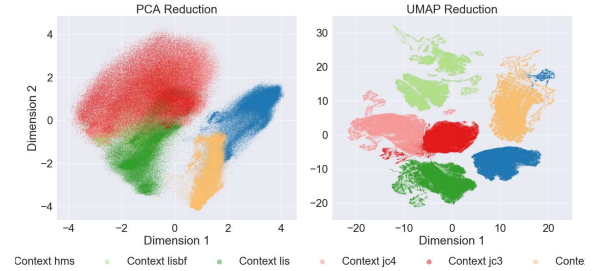 PCA Reduction
UMAP Reduction
4
2
0
−2
−4
Dimension 2
−4
−2
0
2
4
Dimension 1
30
20
10
0
−10
−20
−20
−10
0
10
20
Dimension 1
Context hms
Context lisbf
Context lis
Context jc4
Context jc3
Conte